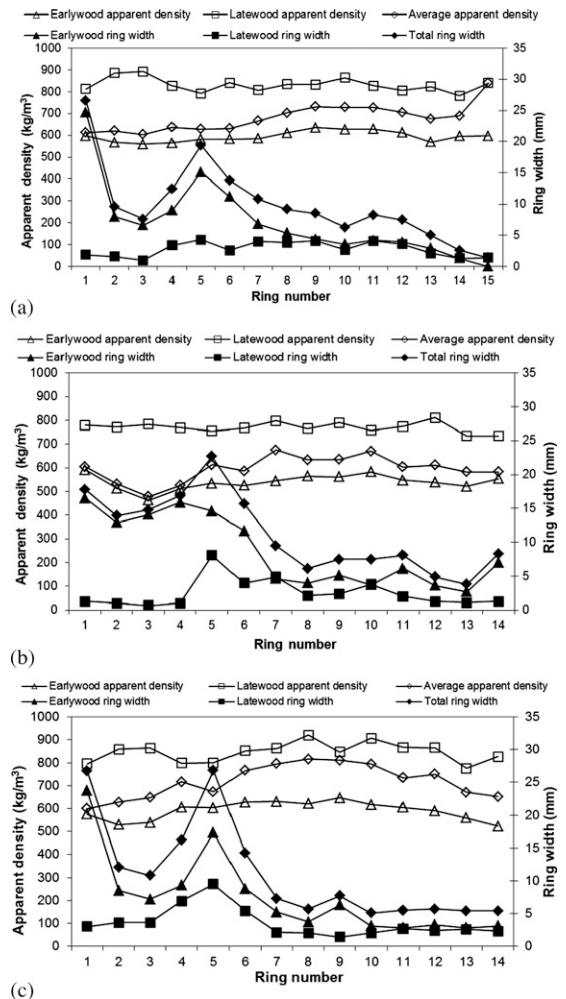 Earlywood apparent density Latewood apparent density Average apparent density
Earlywood ring width Latewood ring width Total ring width
1000
900
800
700
600
500
400
300
200
100
0
Apparent density (kg/m³)
35
30
25
20
15
10
5
0
Ring width (mm)
1 2 3 4 5 6 7 8 9 10 11 12 13 14 15
Ring number
(a)
Earlywood apparent density Latewood apparent density Average apparent density
Earlywood ring width Latewood ring width Total ring width
1000
900
800
700
600
500
400
300
200
100
0
Apparent density (kg/m³)
35
30
25
20
15
10
5
0
Ring width (mm)
1 2 3 4 5 6 7 8 9 10 11 12 13 14
Ring number
(b)
Earlywood apparent density Latewood apparent density Average apparent density
Earlywood ring width Latewood ring width Total ring width
1000
900
800
700
600
500
400
300
200
100
0
Apparent density (kg/m³)
35
30
25
20
15
10
5
0
Ring width (mm)
1 2 3 4 5 6 7 8 9 10 11 12 13 14
Ring number
(c)